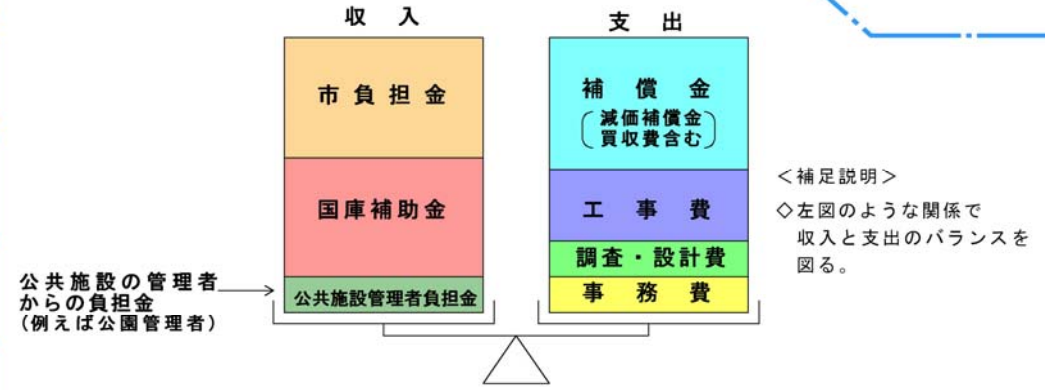 収入
市負担金
国庫補助金
公共施設管理者負担金
公共施設の管理者
からの負担金
(例えば公園管理者)
支出
補償金
減価補償金
買収費含む
工事費
調査・設計費
事務費
<補足説明>
◇左図のような関係で
収入と支出のバランスを
図る。